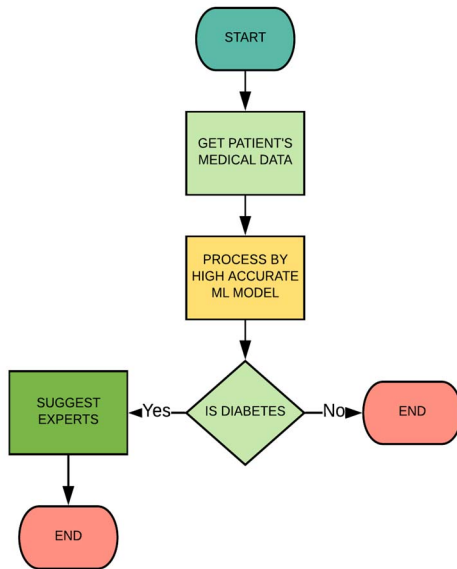 START
GET PATIENT'S
MEDICAL DATA
PROCESS BY
HIGH ACCURATE
ML MODEL
IS DIABETES
Yes
No
SUGGEST
EXPERTS
END
END